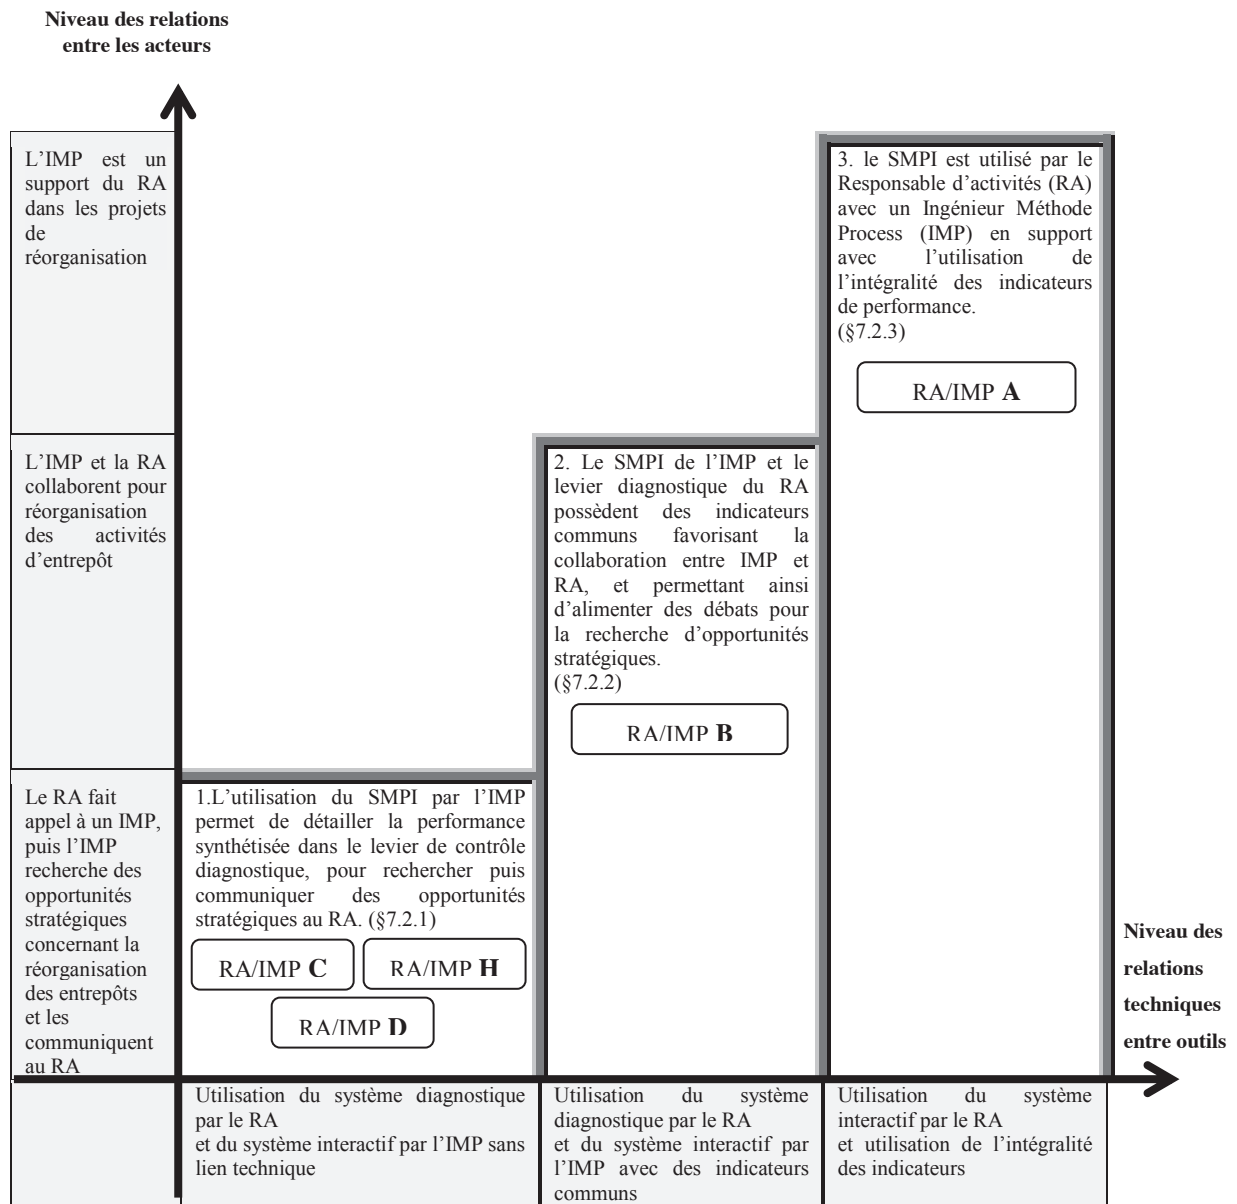 Niveau des relations
entre les acteurs
L'IMP est un
support du RA
dans les projets
de
réorganisation
3. le SMPI est utilisé par le
Responsable d'activités (RA)
avec un Ingénieur Méthode
Process (IMP) en support
avec l'utilisation de
l'intégralité des indicateurs
de performance.
(§7.2.3)
RA/IMP A
L'IMP et la RA
collaborent pour
réorganisation
des activités
d'entrepôt
2. Le SMPI de l'IMP et le
levier diagnostique du RA
possèdent des indicateurs
communs favorisant la
collaboration entre IMP et
RA, et permettant ainsi
d'alimenter des débats pour
la recherche d'opportunités
stratégiques.
(§7.2.2)
RA/IMP B
Le RA fait
appel à un IMP,
puis l'IMP
recherche des
opportunités
stratégiques
concernant la
réorganisation
des entrepôts
et les
communiquent
au RA
1.L'utilisation du SMPI par l'IMP
permet de détailler la performance
synthétisée dans le levier de contrôle
diagnostique, pour rechercher puis
communiquer des opportunités
stratégiques au RA. (§7.2.1)
RA/IMP C
RA/IMP H
RA/IMP D
Niveau des
relations
techniques
entre outils
Utilisation du système diagnostique
par le RA
et du système interactif par l'IMP sans
lien technique
Utilisation du système
diagnostique par le RA
et du système interactif par
l'IMP avec des indicateurs
communs
Utilisation du système
interactif par le RA
et utilisation de l'intégralité
des indicateurs